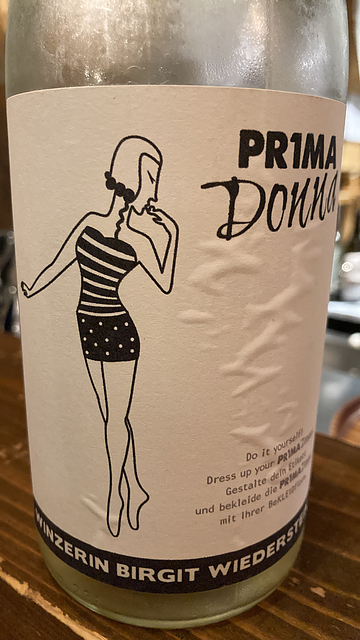 PR1MA
Donna
Do it yourself!
Dress up your PR1MA
Gestalte dein
und bekleide die PR1MA
mit Ihrer
WINZERIN BIRGIT